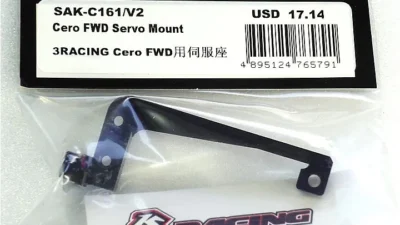 SAK-C161/V2
USD 17.14
Cero FWD Servo Mount
3RACING Cero FWD用伺服座
4 895124 765791
RACING